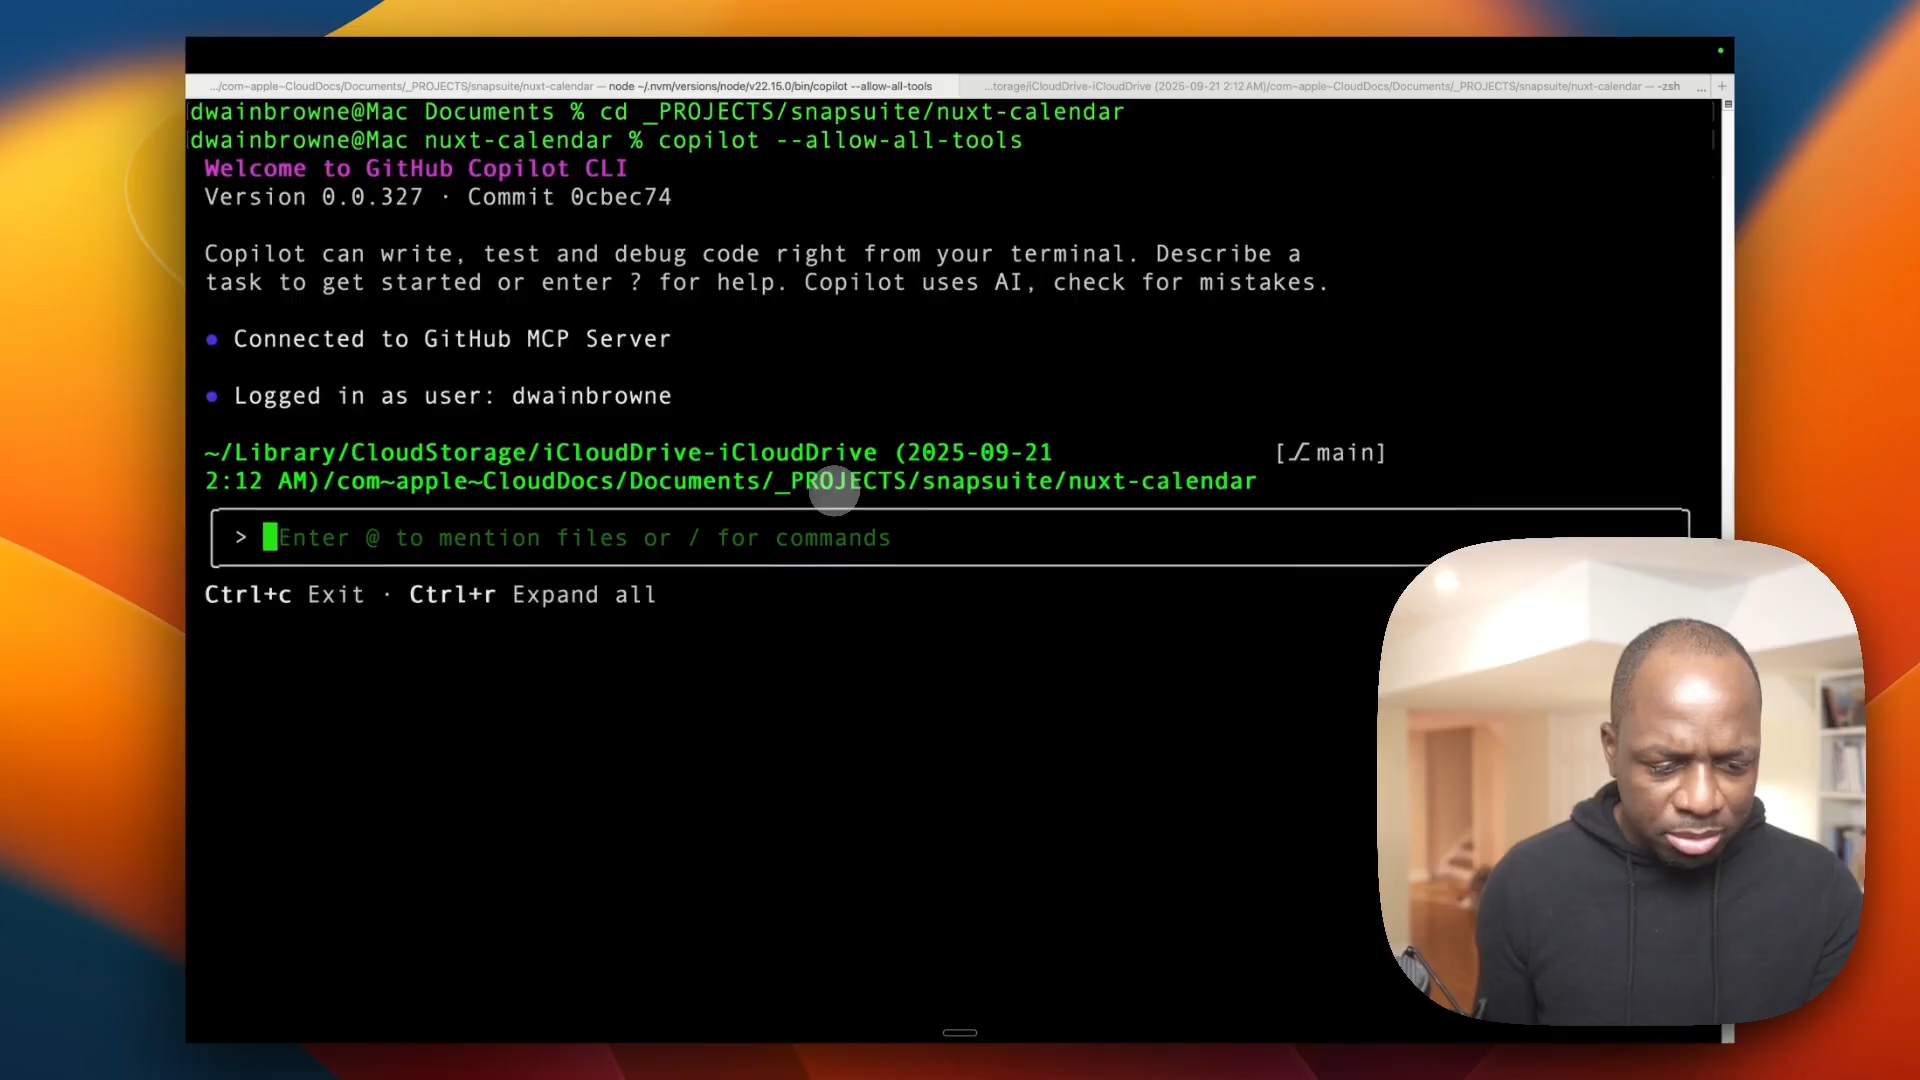 .../com~apple~CloudDocs/Documents/_PROJECTS/snapsuite/nuxt-calendar — node ~/.nvm/versions/node/v22.15.0/bin/copilot --allow-all-tools
...torage/iCloudDrive-iCloudDrive (2025-09-21 2:12 AM)/com~apple~CloudDocs/Documents/_PROJECTS/snapsuite/nuxt-calendar — -zsh
... +
dwainbrowne@Mac Documents % cd _PROJECTS/snapsuite/nuxt-calendar
dwainbrowne@Mac nuxt-calendar % copilot --allow-all-tools
Welcome to GitHub Copilot CLI
Version 0.0.327 · Commit 0cbec74
Copilot can write, test and debug code right from your terminal. Describe a
task to get started or enter ? for help. Copilot uses AI, check for mistakes.
● Connected to GitHub MCP Server
● Logged in as user: dwainbrowne
~/Library/CloudStorage/iCloudDrive-iCloudDrive (2025-09-21 [⎇ main]
2:12 AM)/com~apple~CloudDocs/Documents/_PROJECTS/snapsuite/nuxt-calendar
> Enter @ to mention files or / for commands
Ctrl+c Exit · Ctrl+r Expand all